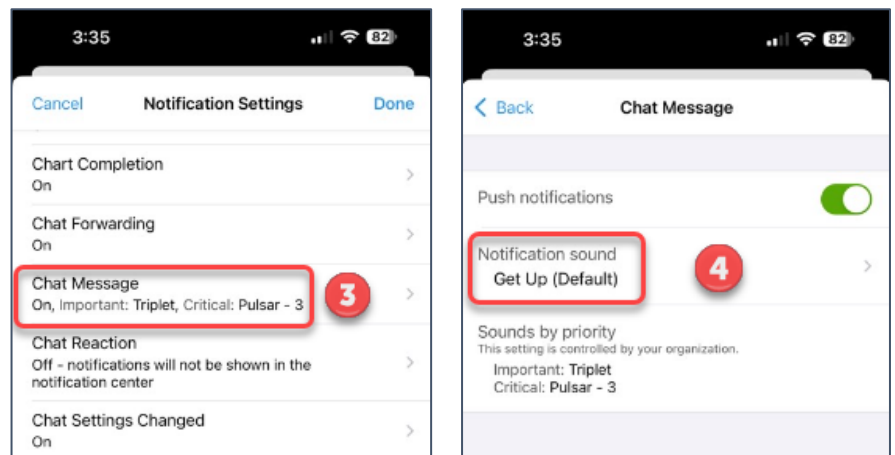 3:35
82
Cancel Notification Settings Done
Chart Completion
On
Chat Forwarding
On
Chat Message
On, Important: Triplet, Critical: Pulsar - 3
3
Chat Reaction
Off - notifications will not be shown in the
notification center
Chat Settings Changed
On
3:35
82
Back Chat Message
Push notifications
Notification sound
Get Up (Default)
4
Sounds by priority
This setting is controlled by your organization.
Important: Triplet
Critical: Pulsar - 3